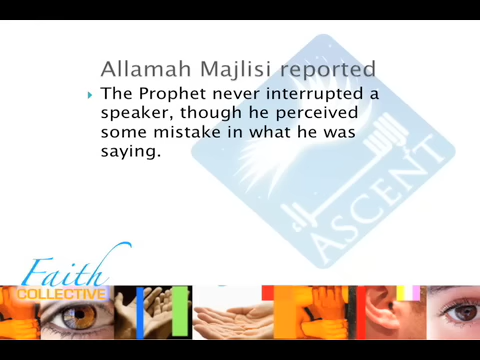 Allamah Majlisi reported
The Prophet never interrupted a
speaker, though he perceived
some mistake in what he was
saying.
ASCENT
Faith
COLLECTIVE